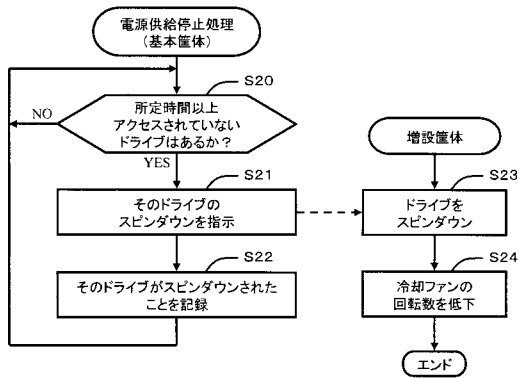 電源供給停止処理
(基本筐体)
S20
所定時間以上
アクセスされていない
ドライブはあるか？
NO
YES
S21
そのドライブの
スピンダウンを指示
S22
そのドライブがスピンダウンされた
ことを記録
増設筐体
S23
ドライブを
スピンダウン
S24
冷却ファンの
回転数を低下
エンド